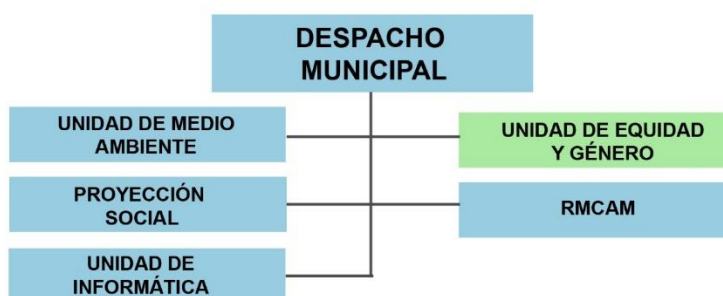 DESPACHO
MUNICIPAL
UNIDAD DE MEDIO
AMBIENTE
UNIDAD DE EQUIDAD
Y GÉNERO
PROYECCIÓN
SOCIAL
RMCAM
UNIDAD DE
INFORMÁTICA